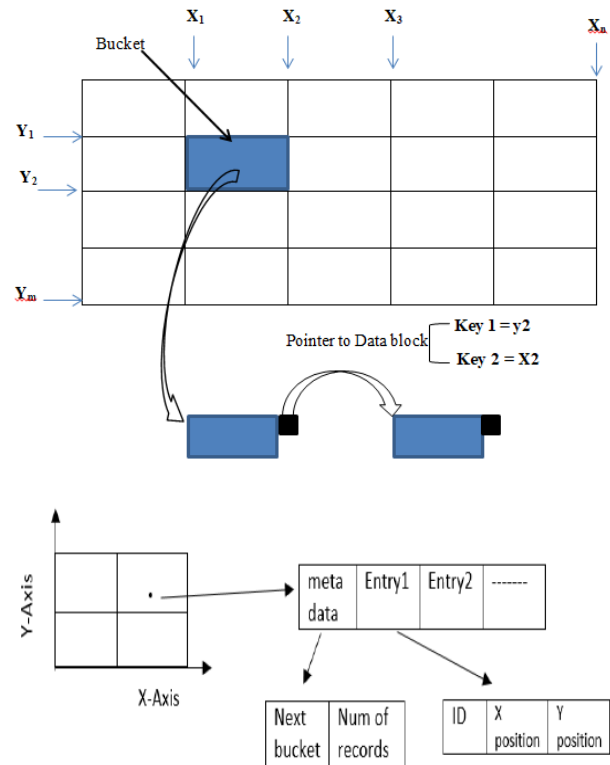 X1 X2 X3 Xn
Bucket
Y1
Y2
Ym
Pointer to Data block
Key 1 = y2
Key 2 = X2
Y-Axis
X-Axis
meta data Entry1 Entry2 -------
Next bucket Num of records
ID X position Y position